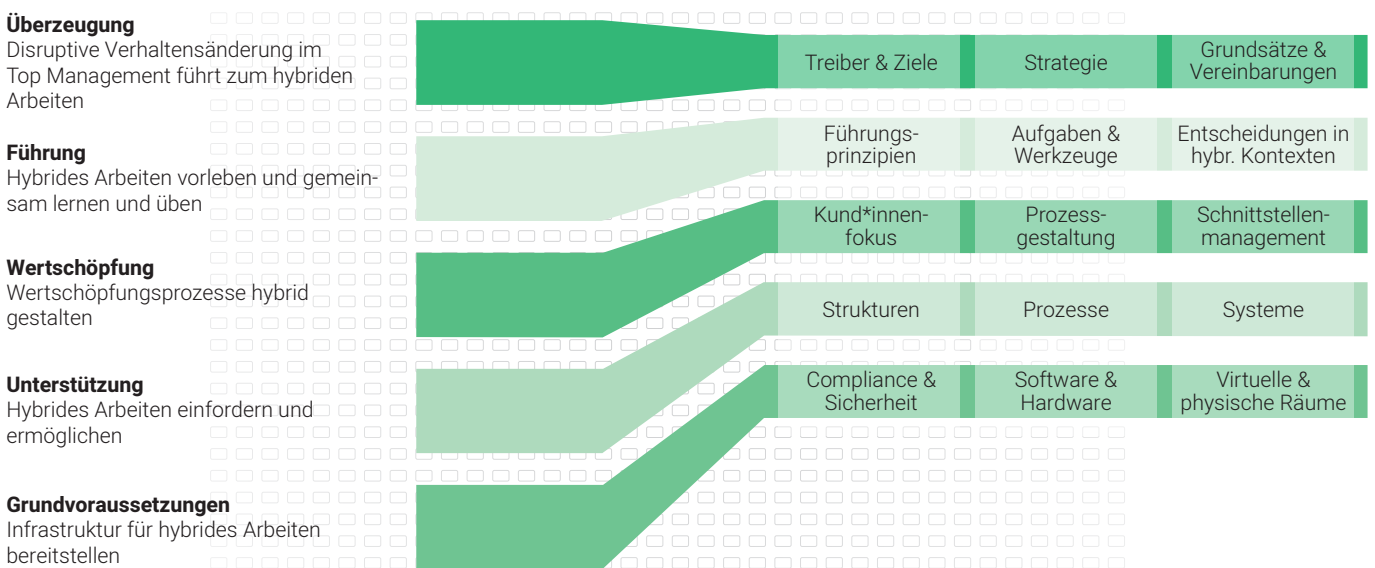 Überzeugung
Disruptive Verhaltensänderung im
Top Management führt zum hybriden
Arbeiten
Treiber & Ziele
Strategie
Grundsätze &
Vereinbarungen
Führung
Hybrides Arbeiten vorleben und gemein-
sam lernen und üben
Führungs-
prinzipien
Aufgaben &
Werkzeuge
Entscheidungen in
hybr. Kontexten
Wertschöpfung
Wertschöpfungsprozesse hybrid
gestalten
Kund*innen-
fokus
Prozess-
gestaltung
Schnittstellen-
management
Unterstützung
Hybrides Arbeiten einfordern und
ermöglichen
Strukturen
Prozesse
Systeme
Grundvoraussetzungen
Infrastruktur für hybrides Arbeiten
bereitstellen
Compliance &
Sicherheit
Software &
Hardware
Virtuelle &
physische Räume